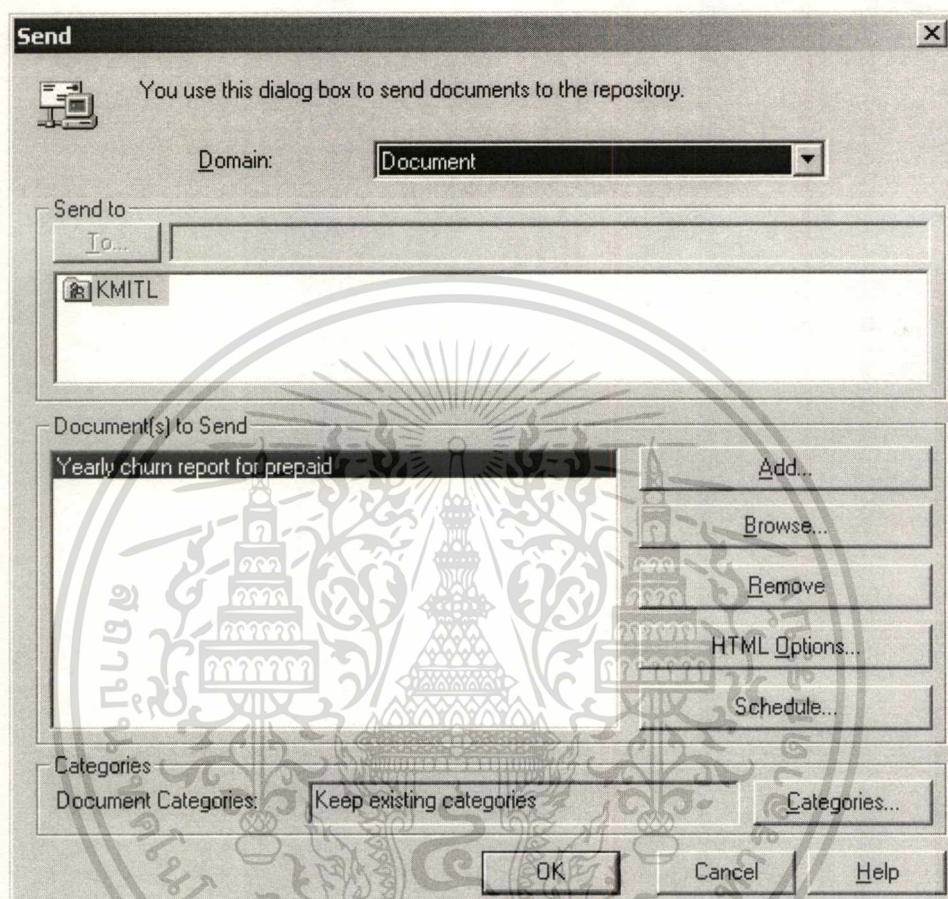 Send
You use this dialog box to send documents to the repository.
Domain:
Document
Send to
To...
KMITL
Document(s) to Send
Yearly churn report for prepaid
Add...
Browse...
Remove
HTML Options...
Schedule...
Categories
Document Categories:
Keep existing categories
Categories...
OK
Cancel
Help